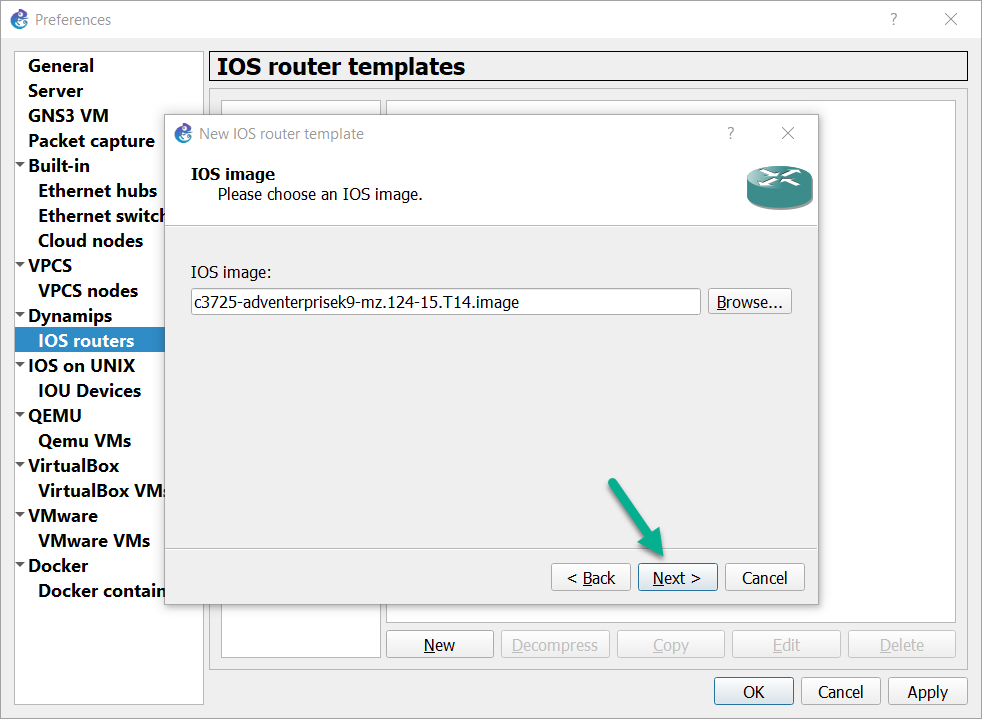 Preferences
?
General
Server
GNS3 VM
Packet capture
Built-in
Ethernet hubs
Ethernet switch
Cloud nodes
VPCS
VPCS nodes
Dynamips
IOS routers
IOS on UNIX
IOU Devices
QEMU
Qemu VMs
VirtualBox
VirtualBox VMs
VMware
VMware VMs
Docker
Docker contain
IOS router templates
New IOS router template
?
IOS image
Please choose an IOS image.
IOS image:
c3725-adventerprisek9-mz.124-15.T14.image
Browse...
< Back
Next >
Cancel
New
Decompress
Copy
Edit
Delete
OK
Cancel
Apply